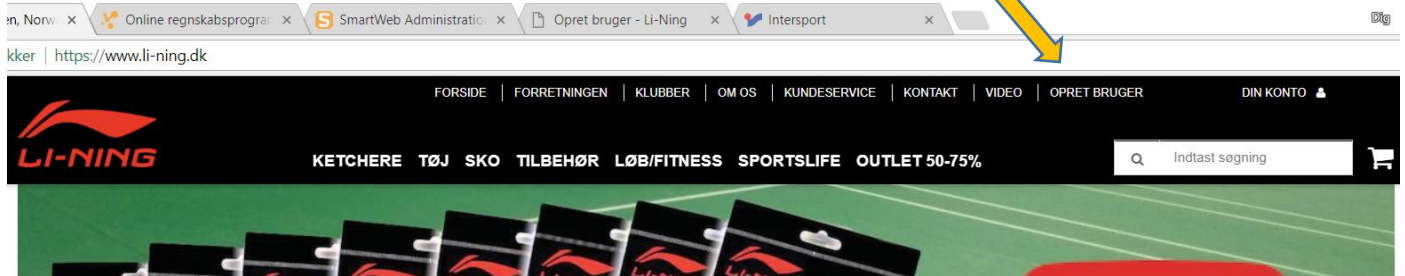 en, Norw
Online regnskabsprogram
SmartWeb Administratio
Opret bruger - Li-Ning
Intersport
Dig
kker | https://www.li-ning.dk
FORSIDE | FORRETNINGEN | KLUBBER | OM OS | KUNDESERVICE | KONTAKT | VIDEO | OPRET BRUGER
DIN KONTO
LI-NING
KETCHERE TØJ SKO TILBEHØR LØB/FITNESS SPORTSLIFE OUTLET 50-75%
Indtast søgning